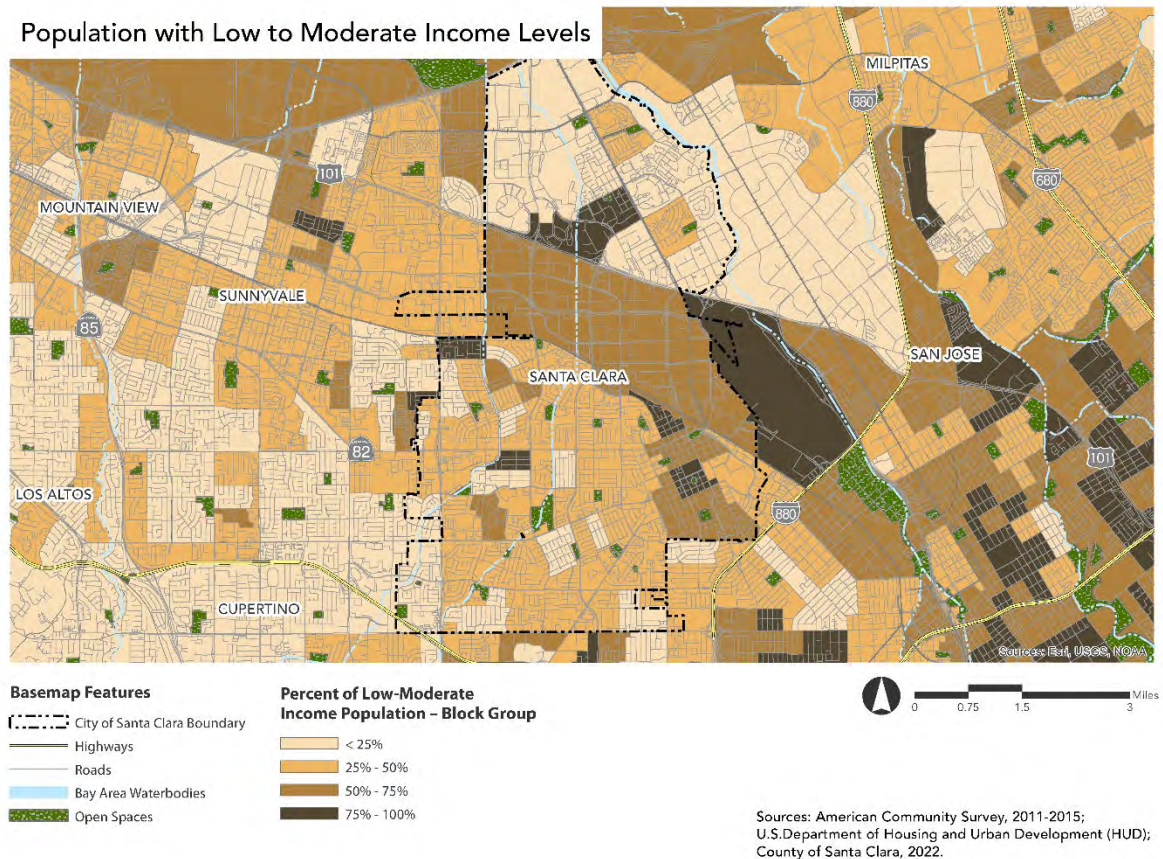 Population with Low to Moderate Income Levels
MILPITAS
880
101
680
MOUNTAIN VIEW
SUNNYVALE
85
SAN JOSE
SANTA CLARA
82
101
LOS ALTOS
880
CUPERTINO
Sources: Esri, USGS, NOAA
Basemap Features
City of Santa Clara Boundary
Highways
Roads
Bay Area Waterbodies
Open Spaces
Percent of Low-Moderate
Income Population – Block Group
< 25%
25% - 50%
50% - 75%
75% - 100%
Miles
0 0.75 1.5 3
Sources: American Community Survey, 2011-2015;
U.S.Department of Housing and Urban Development (HUD);
County of Santa Clara, 2022.